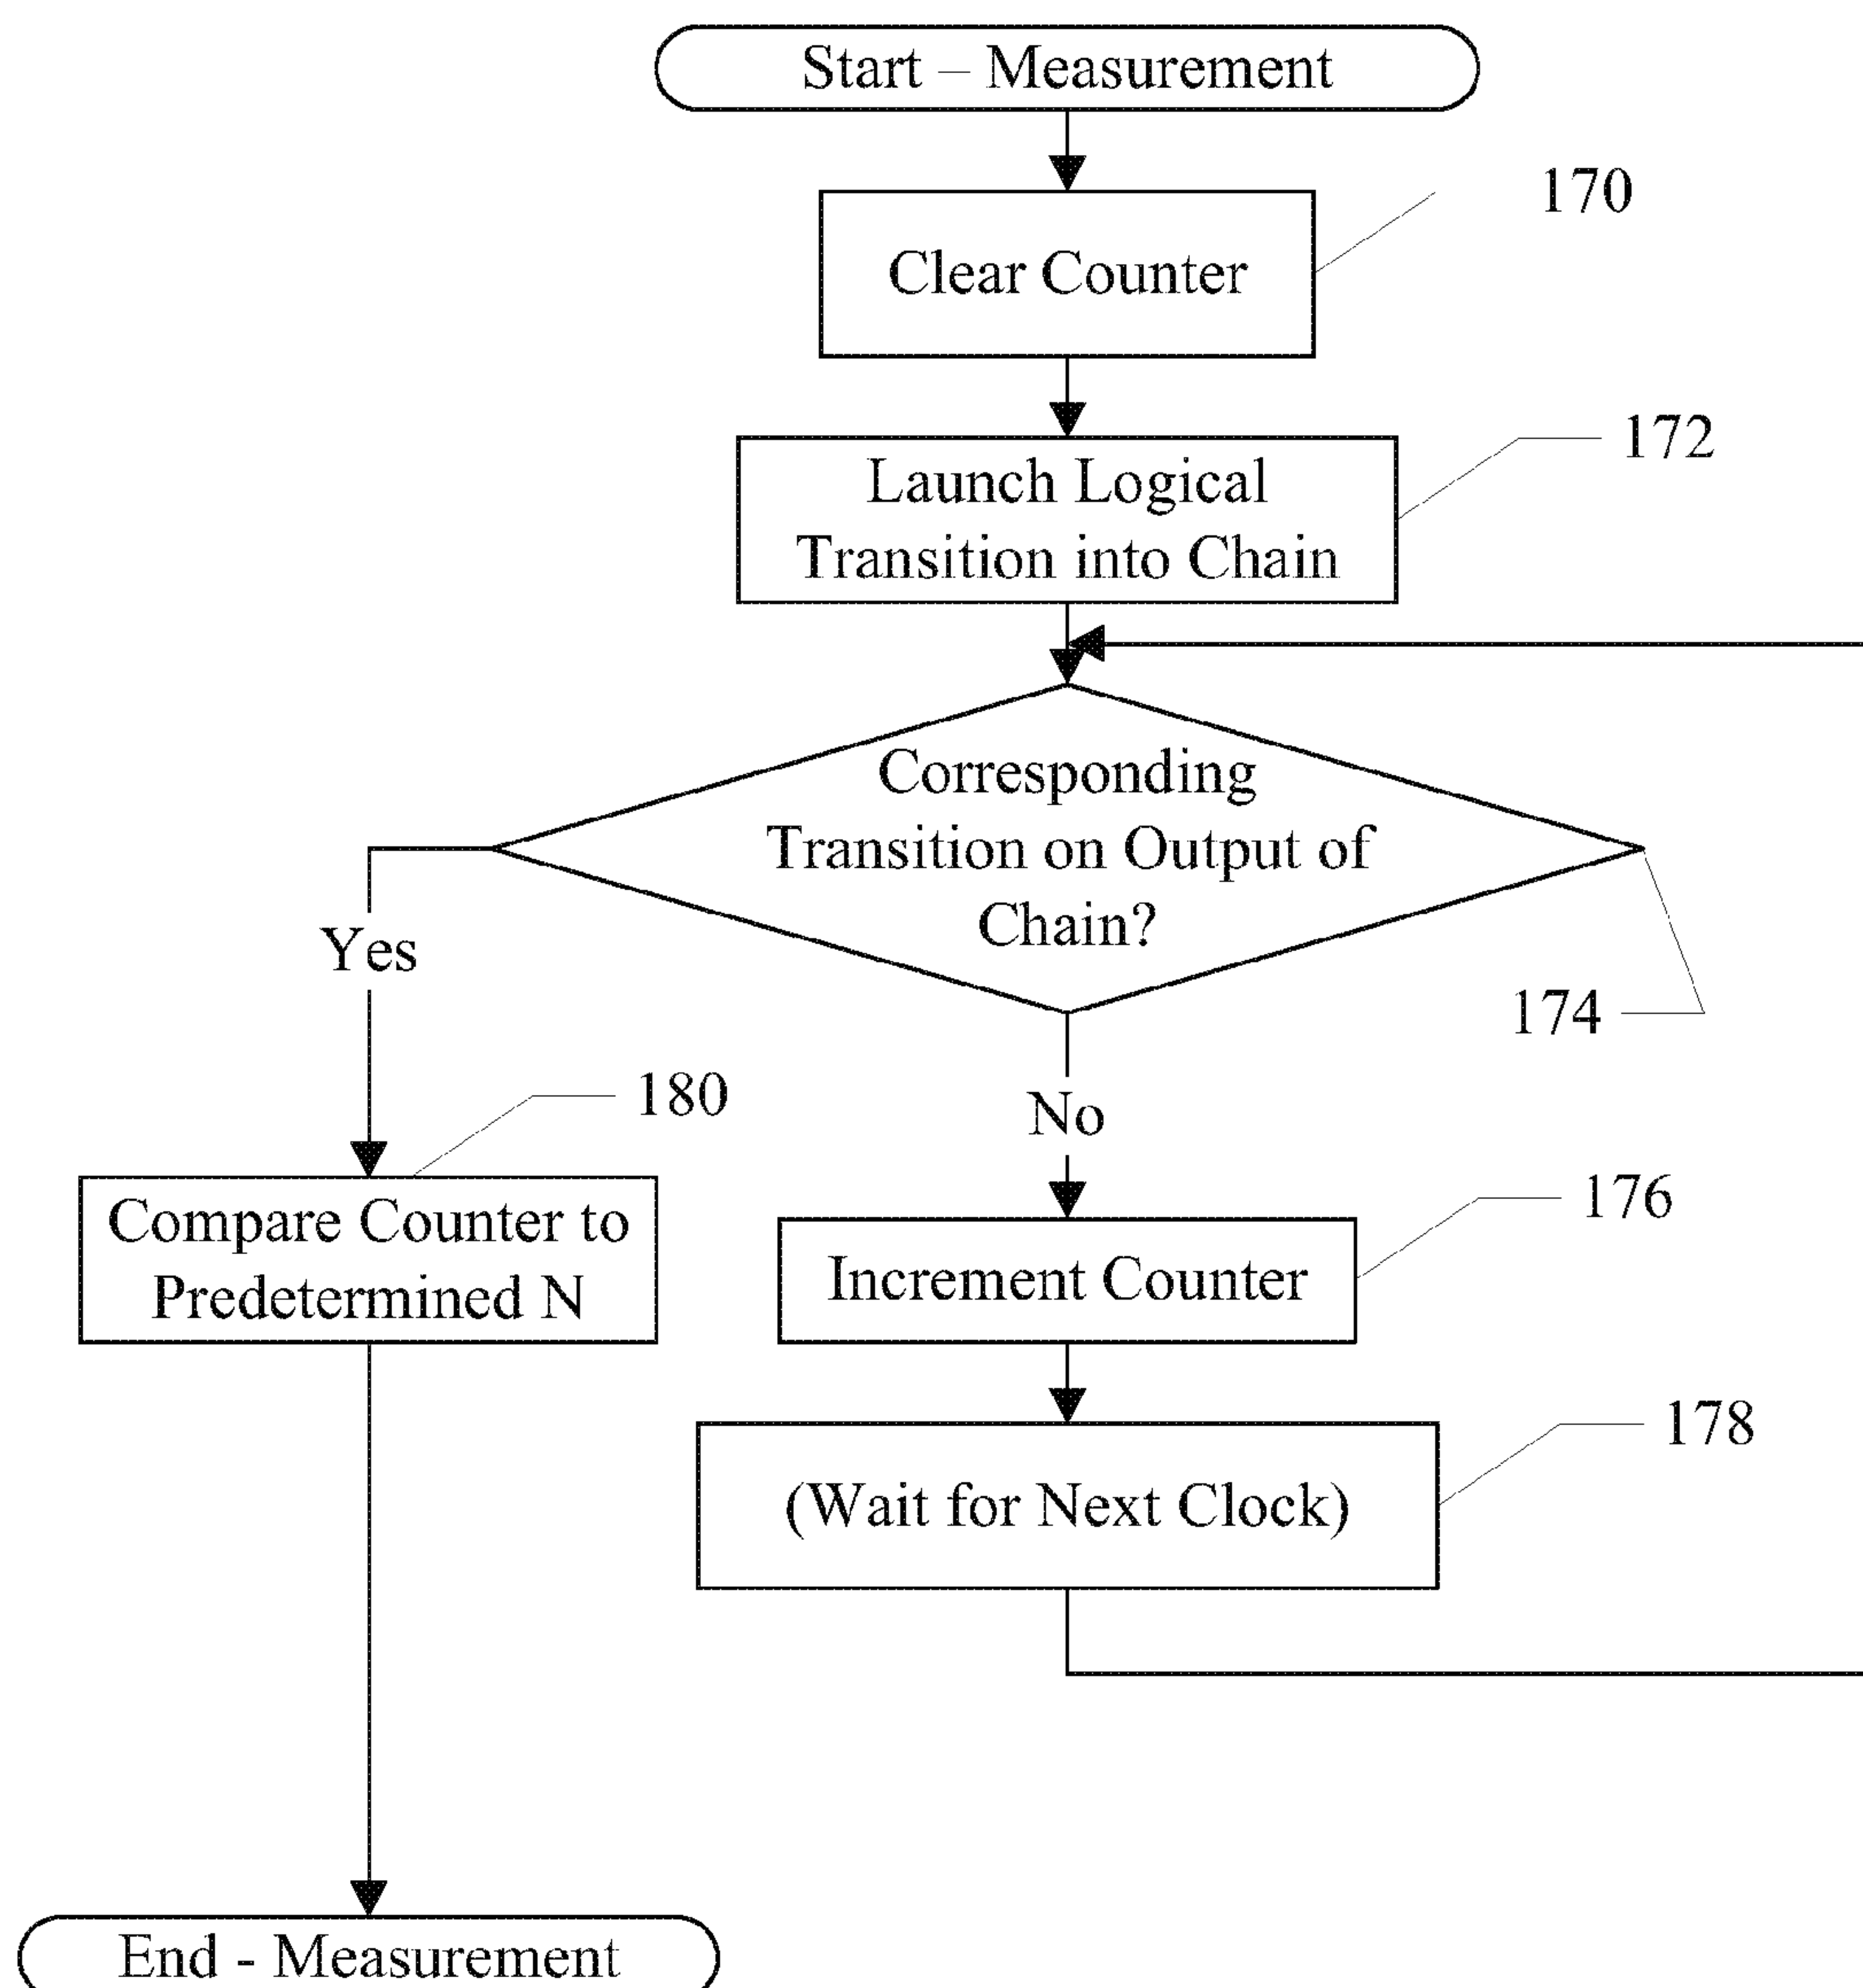 Start – Measurement
170
Clear Counter
172
Launch Logical
Transition into Chain
Corresponding
Transition on Output of
Chain?
Yes
174
180
No
Compare Counter to
Predetermined N
176
Increment Counter
178
(Wait for Next Clock)
End - Measurement